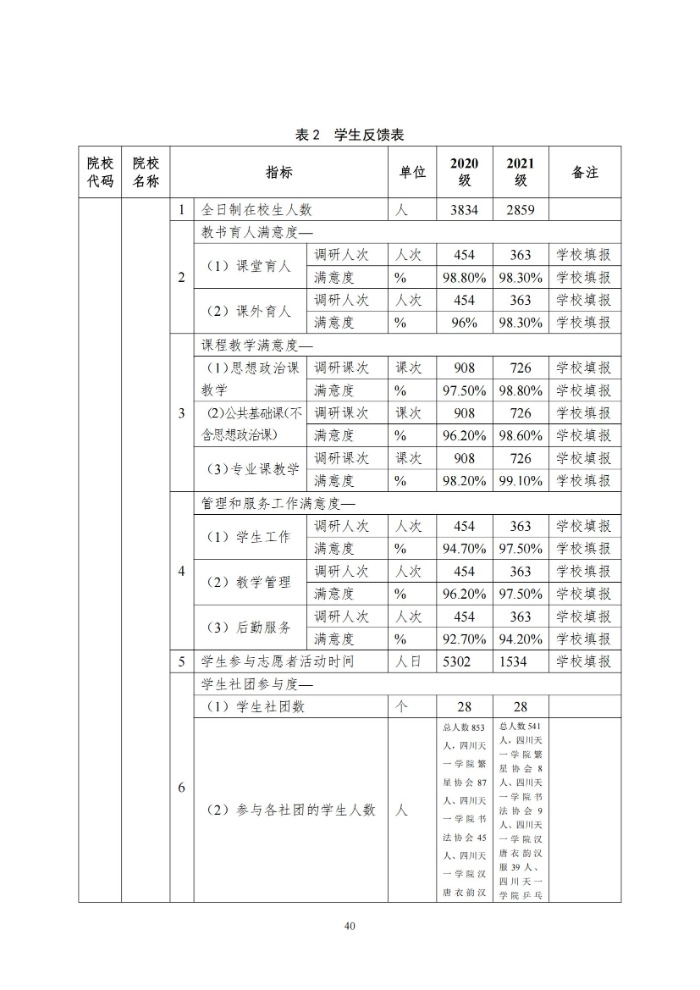 表 2 学生反馈表
院校代码 院校名称 指标 单位 2020级 2021级 备注
1 全日制在校生人数 人 3834 2859
2 教书育人满意度—
(1)课堂育人 调研人次 人次 454 363 学校填报
满意度 % 98.80% 98.30% 学校填报
(2)课外育人 调研人次 人次 454 363 学校填报
满意度 % 96% 98.30% 学校填报
3 课程教学满意度—
(1)思想政治课教学 调研课次 课次 908 726 学校填报
满意度 % 97.50% 98.80% 学校填报
(2)公共基础课(不含思想政治课) 调研课次 课次 908 726 学校填报
满意度 % 96.20% 98.60% 学校填报
(3)专业课教学 调研课次 课次 908 726 学校填报
满意度 % 98.20% 99.10% 学校填报
4 管理和服务工作满意度—
(1)学生工作 调研人次 人次 454 363 学校填报
满意度 % 94.70% 97.50% 学校填报
(2)教学管理 调研人次 人次 454 363 学校填报
满意度 % 96.20% 97.50% 学校填报
(3)后勤服务 调研人次 人次 454 363 学校填报
满意度 % 92.70% 94.20% 学校填报
5 学生参与志愿者活动时间 人日 5302 1534 学校填报
6 学生社团参与度—
(1)学生社团数 个 28 28
(2)参与各社团的学生人数 人
总人数 853
人,四川天
一学院繁
星协会 87
人、四川天
一学院书
法协会 45
人、四川天
一学院汉
唐衣韵汉
总人数 541
人,四川天
一学院繁
星协会 8
人、四川天
一学院书
法协会 9
人、四川天
一学院汉
唐衣韵汉
服 39 人、
四川天一
学院乒乓
40